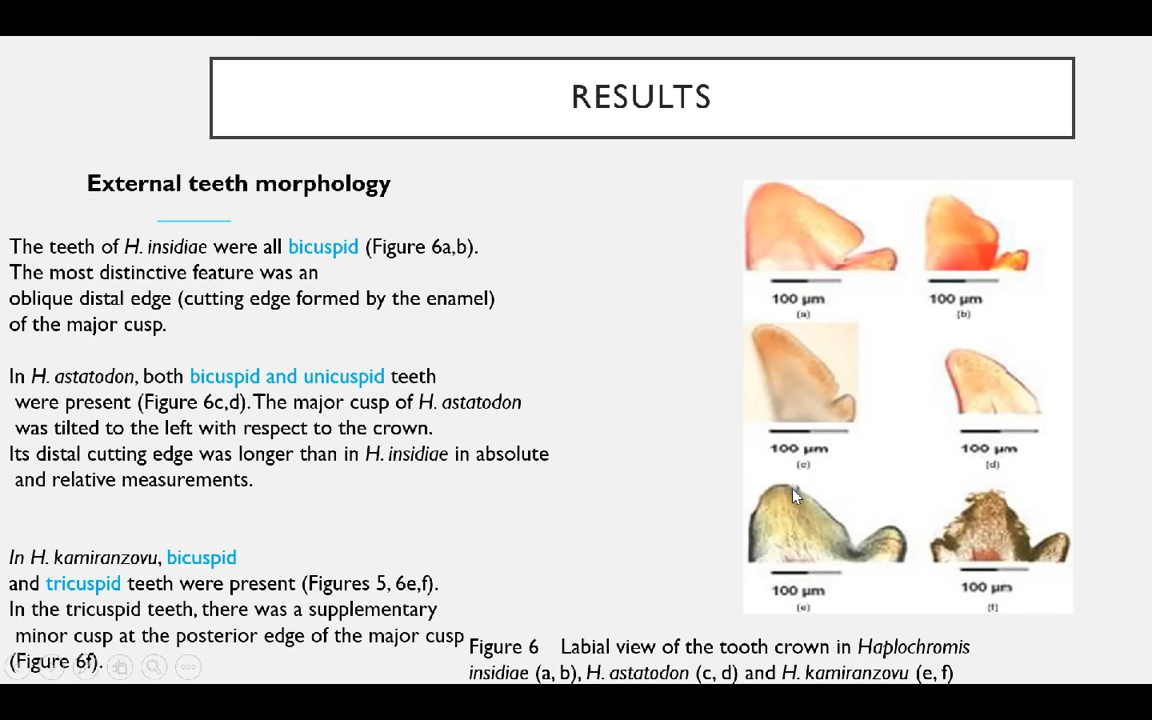 RESULTS
External teeth morphology
The teeth of H. insidiae were all bicuspid (Figure 6a,b).
The most distinctive feature was an
oblique distal edge (cutting edge formed by the enamel)
of the major cusp.
In H. astatodon, both bicuspid and unicuspid teeth
were present (Figure 6c,d). The major cusp of H. astatodon
was tilted to the left with respect to the crown.
Its distal cutting edge was longer than in H. insidiae in absolute
and relative measurements.
In H. kamiranzovu, bicuspid
and tricuspid teeth were present (Figures 5, 6e,f).
In the tricuspid teeth, there was a supplementary
minor cusp at the posterior edge of the major cusp
(Figure 6f).
100 µm 100 µm
(a) (b)
100 µm 100 µm
(c) (d)
100 µm 100 µm
(e) (f)
Figure 6 Labial view of the tooth crown in Haplochromis
insidiae (a, b), H. astatodon (c, d) and H. kamiranzovu (e, f)